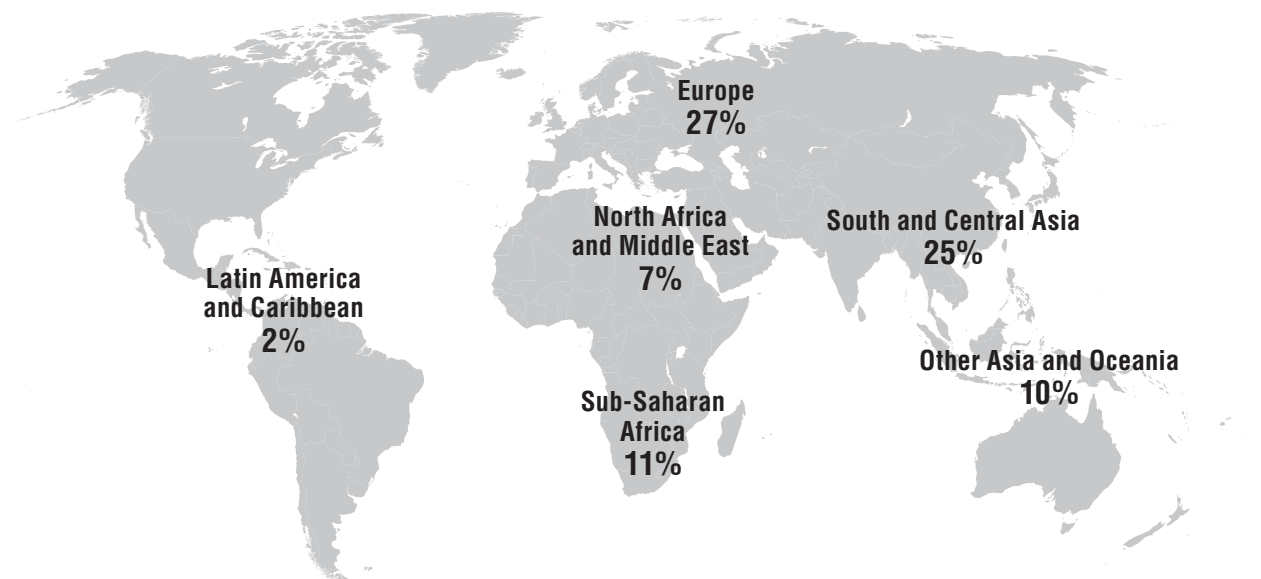 Europe
27%
North Africa
and Middle East
7%
South and Central Asia
25%
Latin America
and Caribbean
2%
Other Asia and Oceania
10%
Sub-Saharan
Africa
11%